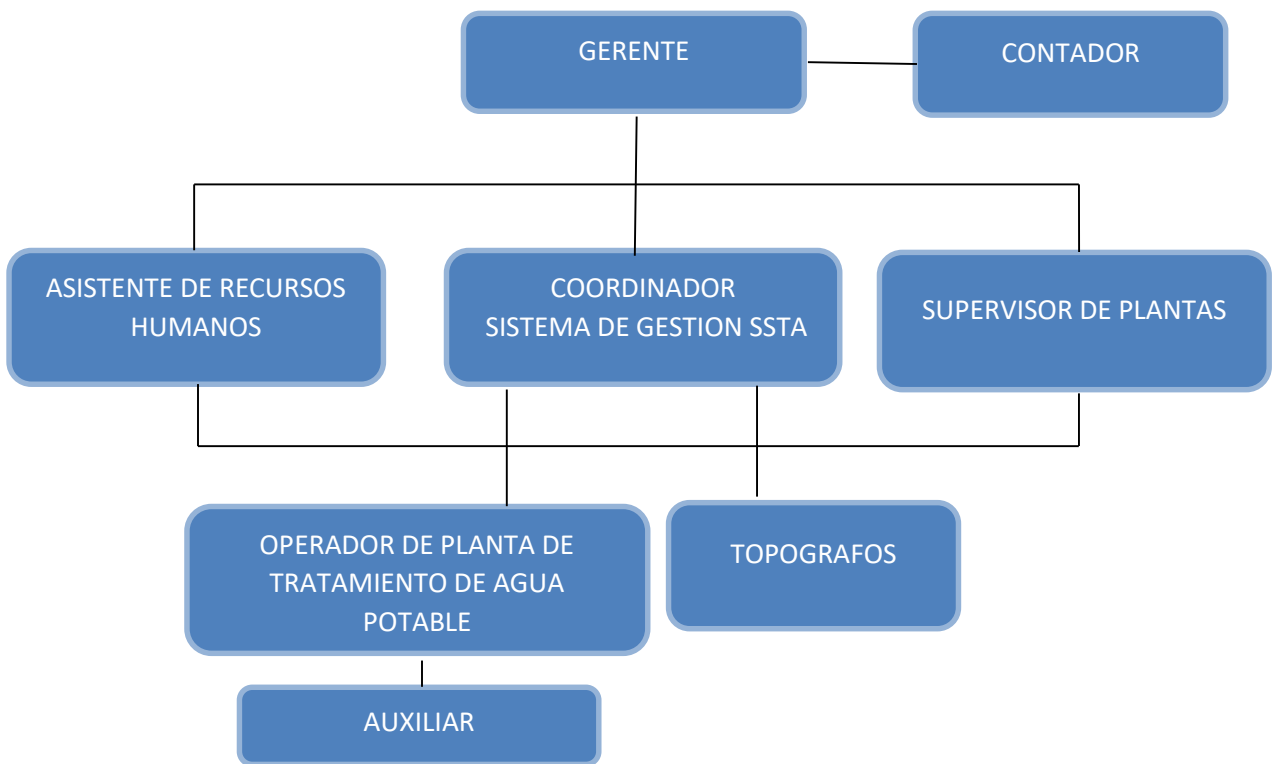 GERENTE
CONTADOR
ASISTENTE DE RECURSOS
HUMANOS
COORDINADOR
SISTEMA DE GESTION SSTA
SUPERVISOR DE PLANTAS
OPERADOR DE PLANTA DE
TRATAMIENTO DE AGUA
POTABLE
TOPOGRAFOS
AUXILIAR